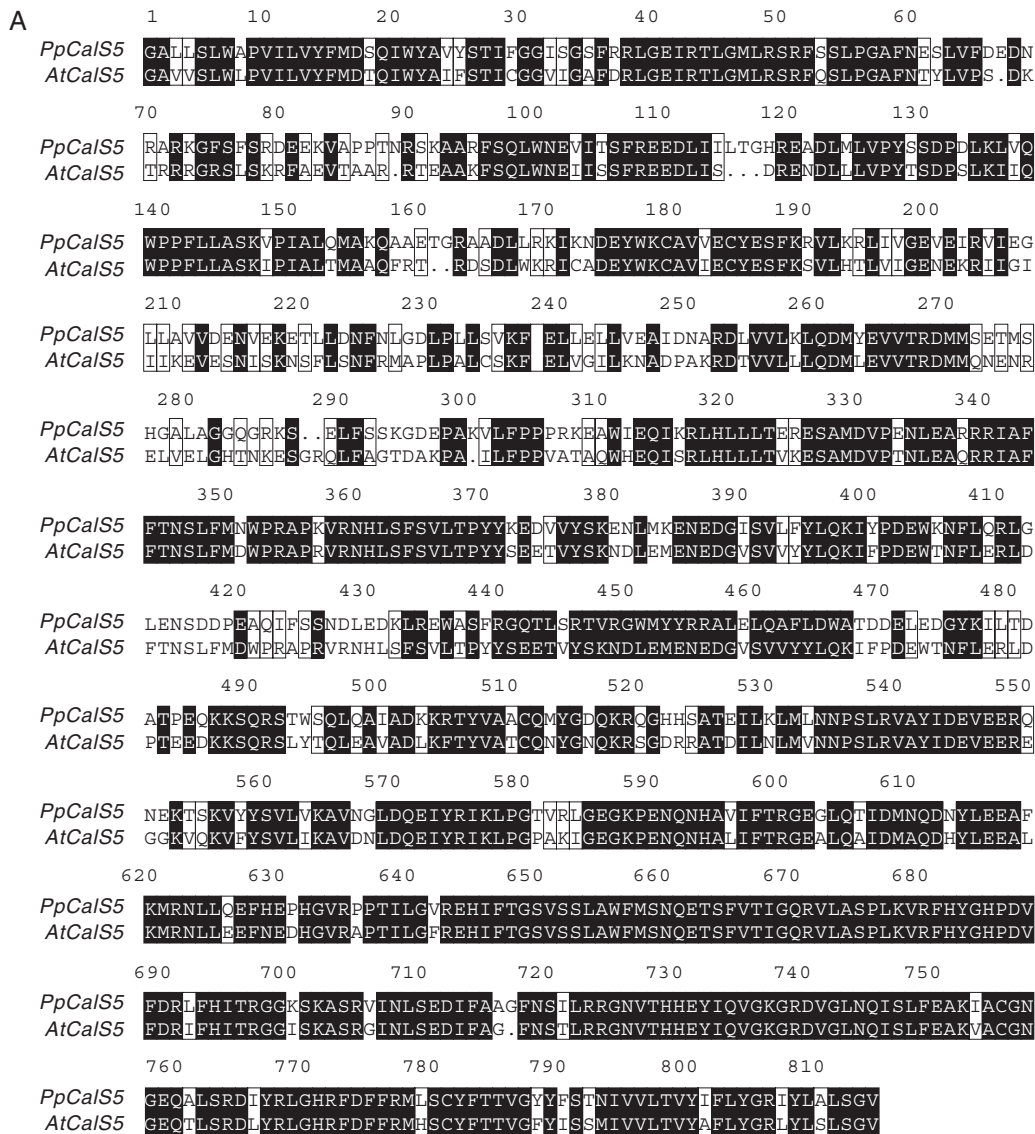 A
1 10 20 30 40 50 60
PpCalS5 GALLSLWAPVILVYFMDSQIWYAVYSTIFGGISGSFRRLGEIRTLGMLRSRFSSLPGAFNESLVFDEDN
AtCalS5 GAVVSLWLPVILVYFMDTQIWYAIFSTICGGVIGAFDRLGEIRTLGMLRSRFQSLPGAFNTYLVPS.DK
70 80 90 100 110 120 130
PpCalS5 RARKGFSFSRDEEKVAPPTNRSKAARFSQLWNEVITSFREEDLIILTGHREADLMLVPYSSDPDLKLVQ
AtCalS5 TRRRGRSLSKRFAEVTAAR.RTEAAKFSQLWNEIISSFREEDLIS...DRENDLLLVPYTSDPSLKIIQ
140 150 160 170 180 190 200
PpCalS5 WPPFLLASKVPIALQMAKQAAETGRAADLLRKIKNDEYWKCAVVECYESFKRVLKRLIVGEVEIRVIEG
AtCalS5 WPPFLLASKIPIALTMAAQFRT..RDSDLWKRICADEYWKCAVIECYESFKSVLHTLVIGENEKRIIGI
210 220 230 240 250 260 270
PpCalS5 LLAVVDENVEKETLLDNFNLGDLPLLSVKF ELLELLVEAIDNARDLVVLKLQDMYEVVTRDMMSETMS
AtCalS5 IIKEVESNISKNSFLSNFRMAPLPALCSKF ELVGILKNADPAKRDTVVLLLQDMLEVVTRDMMQNENR
280 290 300 310 320 330 340
PpCalS5 HGALAGGQGRKS..ELFSSKGDEPAKVLFPPPRKEAWIEQIKRLHLLLTERESAMDVPENLEARRRIAF
AtCalS5 ELVELGHTNKESGRQLFAGTDAKPA.ILFPPVATAQWHEQISRLHLLLTVKESAMDVPTNLEAQRRIAF
350 360 370 380 390 400 410
PpCalS5 FTNSLFMNWPRAPKVRNHLSFSVLTPYYKEDVVYSKENLMKENEDGISVLFYLQKIYPDEWKNFLQRLG
AtCalS5 FTNSLFMDWPRAPRVRNHLSFSVLTPYYSEETVYSKNDLEMENEDGVSVVYYLQKIFPDEWTNFLERLD
420 430 440 450 460 470 480
PpCalS5 LENSDDPEAQIFSSNDLEDKLREWASFRGQTLSRTVRGWMYYRRALELQAFLDWATDDELEDGYKILTD
AtCalS5 FTNSLFMDWPRAPRVRNHLSFSVLTPYYSEETVYSKNDLEMENEDGVSVVYYLQKIFPDEWTNFLERLD
490 500 510 520 530 540 550
PpCalS5 ATPEQKKSQRSTWSQLQAIADKKRTYVAACQMYGDQKRQGHHSATEILKLMLNNPSLRVAYIDEVEERQ
AtCalS5 PTEEDKKSQRSLYTQLEAVADLKFTYVATCQNYGNQKRSGDRRATDILNLMVNNPSLRVAYIDEVEERE
560 570 580 590 600 610
PpCalS5 NEKTSKVYYSVLVKAVNGLDQEIYRIKLPGTVRLGEGKPENQNHAVIFTRGEGLQTIDMNQDNYLEEAF
AtCalS5 GGKVQKVFYSVLIKAVDNLDQEIYRIKLPGPAKIGEGKPENQNHALIFTRGEALQAIDMAQDHYLEEAL
620 630 640 650 660 670 680
PpCalS5 KMRNLLQEFHEPHGVRPPTILGVREHIFTGSVSSLAWFMSNQETSFVTIGQRVLASPLKVRFHYGHPDV
AtCalS5 KMRNLLEEFNEDHGVRAPTILGFREHIFTGSVSSLAWFMSNQETSFVTIGQRVLASPLKVRFHYGHPDV
690 700 710 720 730 740 750
PpCalS5 FDRLFHITRGGKSKASRVINLSEDIFAAGFNSILRRGNVTHHEYIQVGKGRDVGLNQISLFEAKIACGN
AtCalS5 FDRIFHITRGGISKASRGINLSEDIFAG.FNSTLRRGNVTHHEYIQVGKGRDVGLNQISLFEAKVACGN
760 770 780 790 800 810
PpCalS5 GEQALSRDIYRLGHRFDFFRMLSCYFTTVGYYFSTNIVVLTVYIFLYGRIYLALSGV
AtCalS5 GEQTLSRDLYRLGHRFDFFRMHSCYFTTVGFYISSMIVVLTVYAFLYGRLYLSLSGV